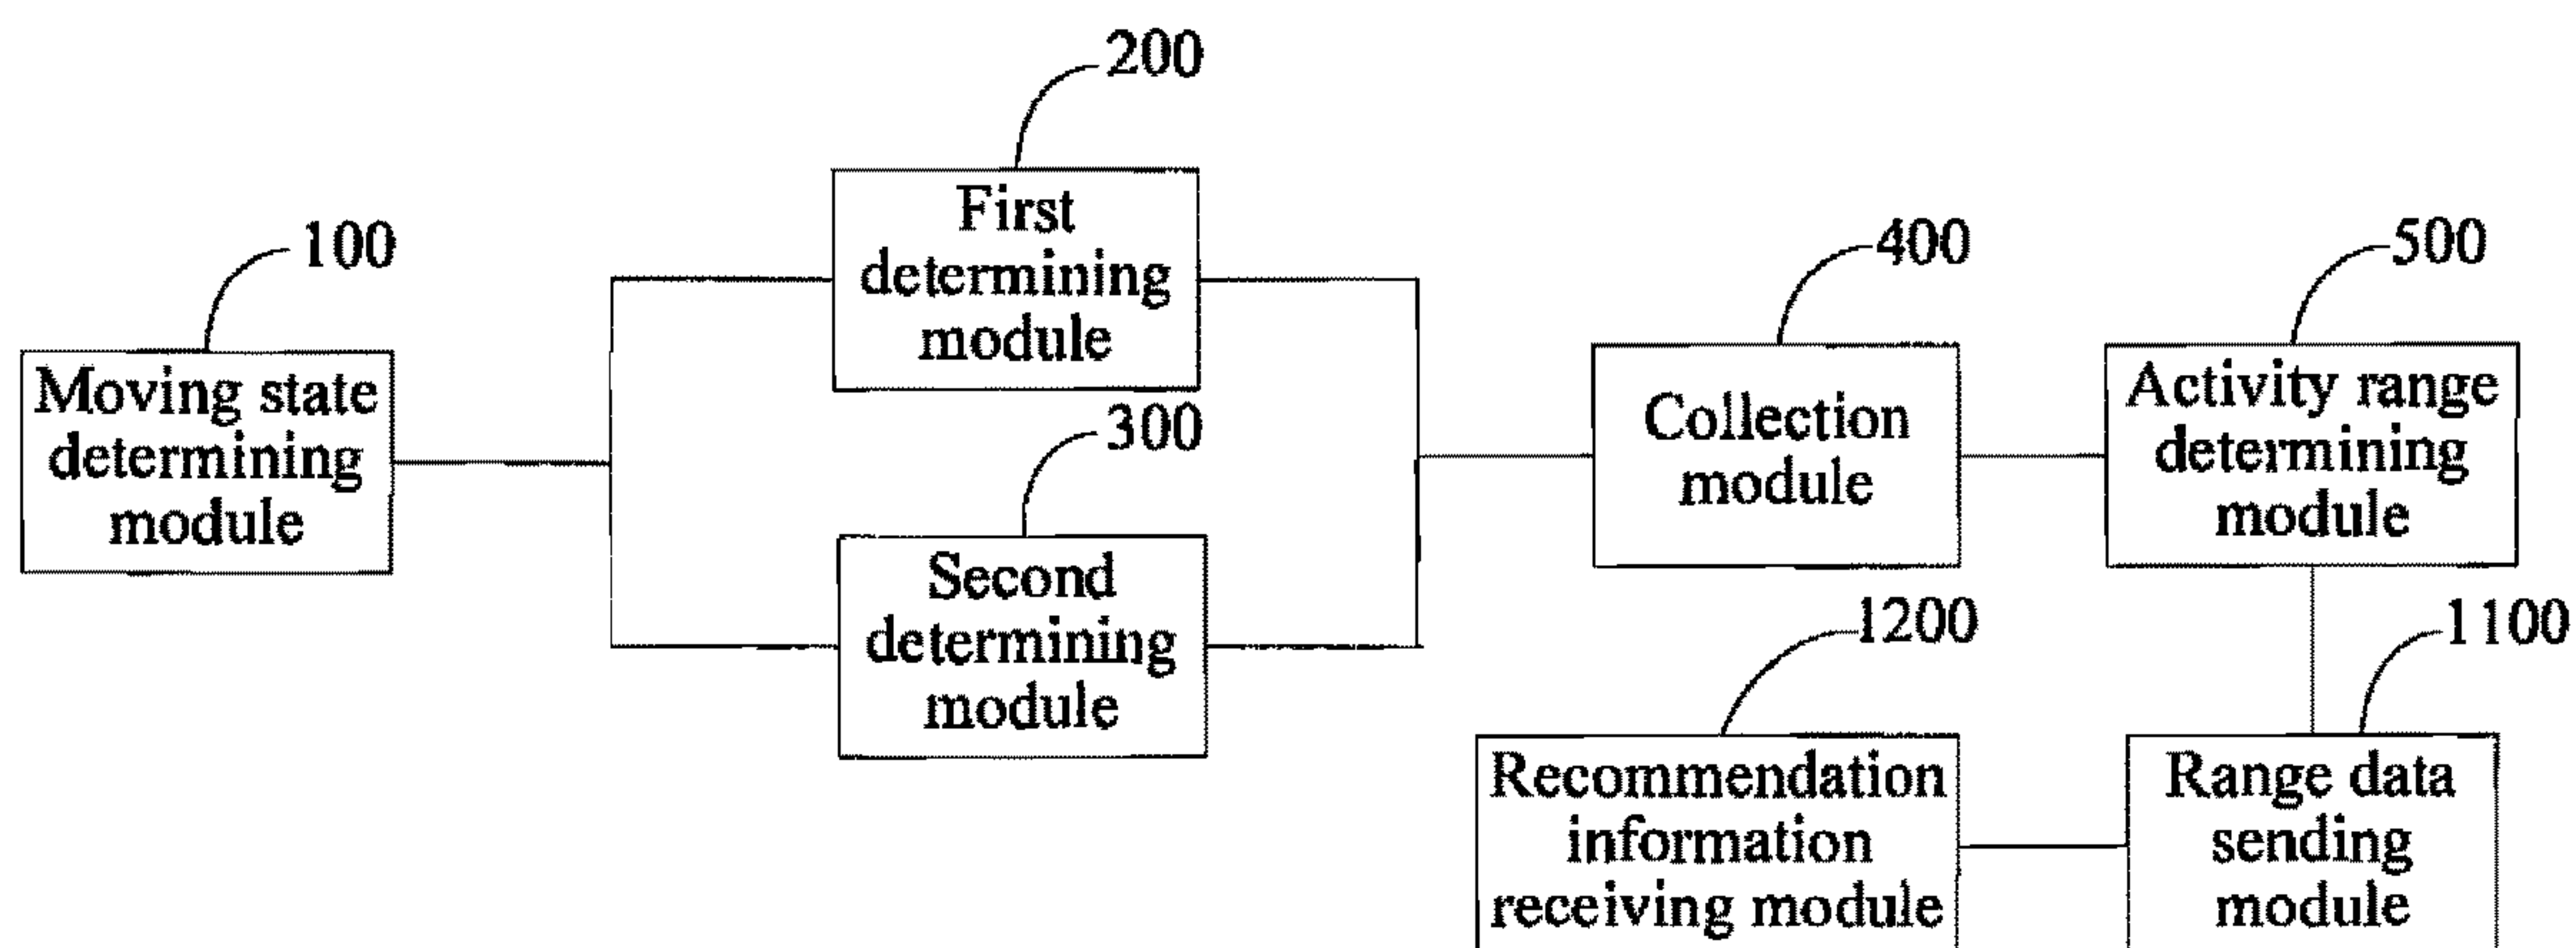 200
First
determining
module
100
Moving state
determining
module
300
Second
determining
module
400
Collection
module
500
Activity range
determining
module
1200
Recommendation
information
receiving module
1100
Range data
sending
module